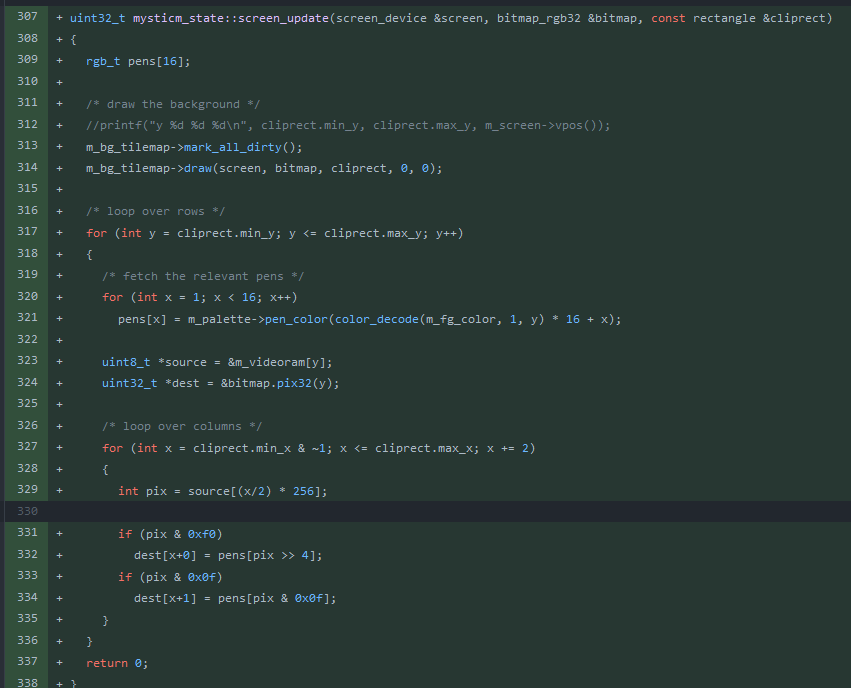 307 + uint32_t mysticm_state::screen_update(screen_device &screen, bitmap_rgb32 &bitmap, const rectangle &cliprect)
308 + {
309 + rgb_t pens[16];
310 +
311 + /* draw the background */
312 + //printf("y %d %d %d\n", cliprect.min_y, cliprect.max_y, m_screen->vpos());
313 + m_bg_tilemap->mark_all_dirty();
314 + m_bg_tilemap->draw(screen, bitmap, cliprect, 0, 0);
315 +
316 + /* loop over rows */
317 + for (int y = cliprect.min_y; y <= cliprect.max_y; y++)
318 + {
319 + /* fetch the relevant pens */
320 + for (int x = 1; x < 16; x++)
321 + pens[x] = m_palette->pen_color(color_decode(m_fg_color, 1, y) * 16 + x);
322 +
323 + uint8_t *source = &m_videoram[y];
324 + uint32_t *dest = &bitmap.pix32(y);
325 +
326 + /* loop over columns */
327 + for (int x = cliprect.min_x & ~1; x <= cliprect.max_x; x += 2)
328 + {
329 + int pix = source[(x/2) * 256];
330
331 + if (pix & 0xf0)
332 + dest[x+0] = pens[pix >> 4];
333 + if (pix & 0x0f)
334 + dest[x+1] = pens[pix & 0x0f];
335 + }
336 + }
337 + return 0;
338 + }